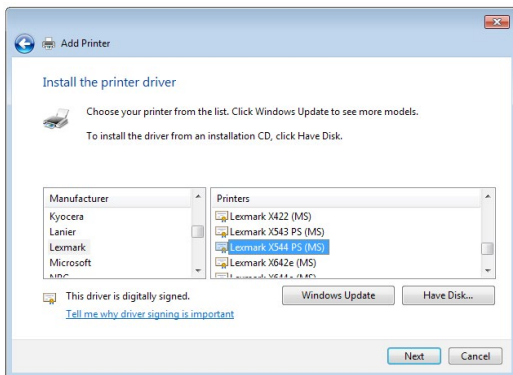 Add Printer
Install the printer driver
Choose your printer from the list. Click Windows Update to see more models.
To install the driver from an installation CD, click Have Disk.
Manufacturer
Kyocera
Lanier
Lexmark
Microsoft
Printers
Lexmark X422 (MS)
Lexmark X543 PS (MS)
Lexmark X544 PS (MS)
Lexmark X642e (MS)
This driver is digitally signed.
Tell me why driver signing is important
Windows Update
Have Disk...
Next
Cancel